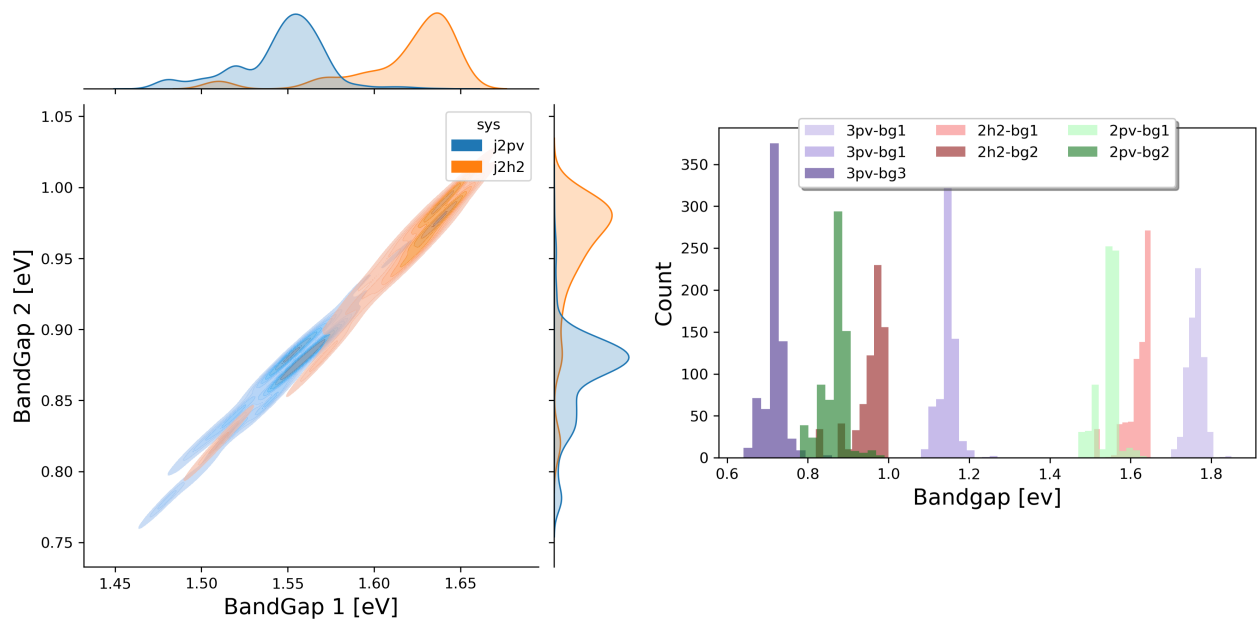 sys
j2pv
j2h2
1.05
1.00
0.95
0.90
0.85
0.80
0.75
BandGap 2 [eV]
1.45 1.50 1.55 1.60 1.65
BandGap 1 [eV]
3pv-bg1 2h2-bg1 2pv-bg1
3pv-bg1 2h2-bg2 2pv-bg2
3pv-bg3
350
300
250
200
150
100
50
0
Count
0.6 0.8 1.0 1.2 1.4 1.6 1.8
Bandgap [ev]